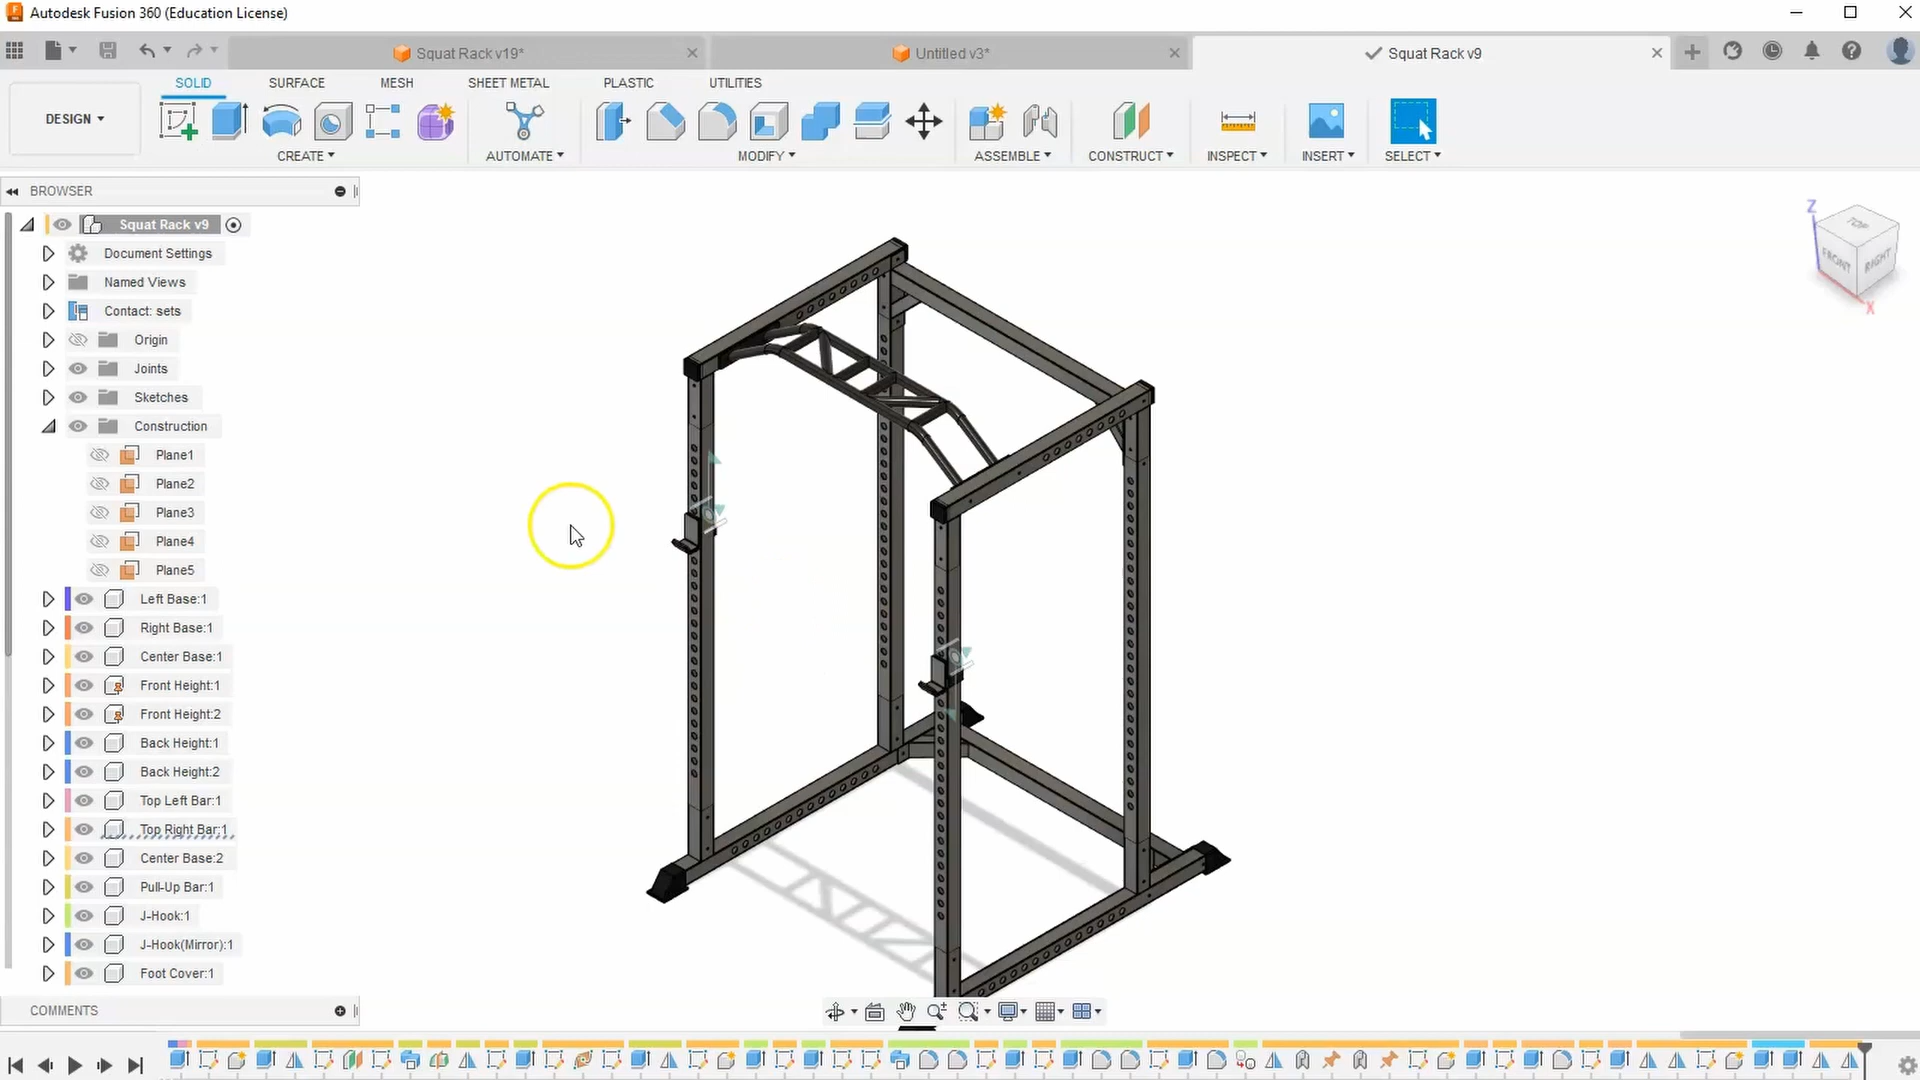 Autodesk Fusion 360 (Education License)
Squat Rack v19*
Untitled v3*
Squat Rack v9
SOLID
SURFACE
MESH
SHEET METAL
PLASTIC
UTILITIES
DESIGN
CREATE
AUTOMATE
MODIFY
ASSEMBLE
CONSTRUCT
INSPECT
INSERT
SELECT
BROWSER
Squat Rack v9
Document Settings
Named Views
Contact: sets
Origin
Joints
Sketches
Construction
Plane1
Plane2
Plane3
Plane4
Plane5
Left Base:1
Right Base:1
Center Base:1
Front Height:1
Front Height:2
Back Height:1
Back Height:2
Top Left Bar:1
Top Right Bar:1
Center Base:2
Pull-Up Bar:1
J-Hook:1
J-Hook(Mirror):1
Foot Cover:1
COMMENTS
Z
TOP
FRONT
RIGHT
X